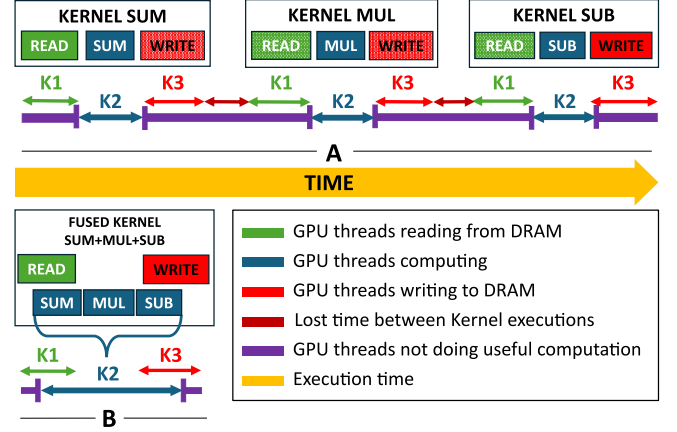 KERNEL SUM
READ SUM WRITE
KERNEL MUL
READ MUL WRITE
KERNEL SUB
READ SUB WRITE
K1 K2 K3 K1 K2 K3 K1 K2 K3
A
TIME
FUSED KERNEL
SUM+MUL+SUB
READ WRITE
SUM MUL SUB
K1 K2 K3
B
GPU threads reading from DRAM
GPU threads computing
GPU threads writing to DRAM
Lost time between Kernel executions
GPU threads not doing useful computation
Execution time